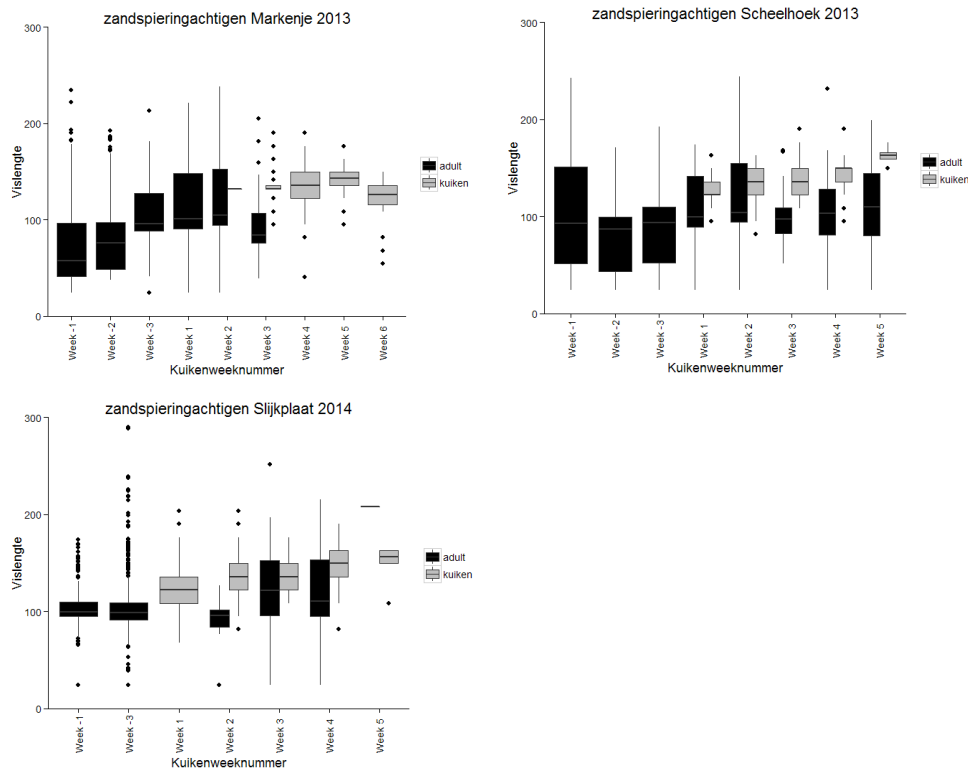 zandspieringachtigen Markenje 2013
300
200
100
0
Vislengte
Week -1
Week -2
Week -3
Week 1
Week 2
Week 3
Week 4
Week 5
Week 6
Kuikenweeknummer
adult
kuiken
zandspieringachtigen Scheelhoek 2013
300
200
100
0
Vislengte
Week -1
Week -2
Week -3
Week 1
Week 2
Week 3
Week 4
Week 5
Kuikenweeknummer
adult
kuiken
zandspieringachtigen Slijkplaat 2014
300
200
100
0
Vislengte
Week -1
Week -3
Week 1
Week 2
Week 3
Week 4
Week 5
Kuikenweeknummer
adult
kuiken